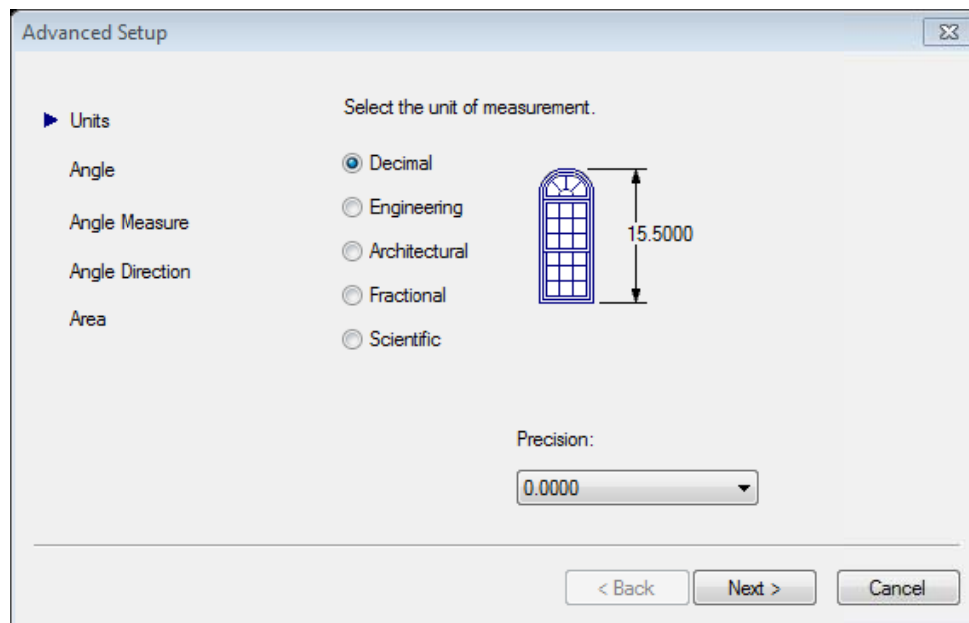 Advanced Setup
Units
Angle
Angle Measure
Angle Direction
Area
Select the unit of measurement.
Decimal
Engineering
Architectural
Fractional
Scientific
15.5000
Precision:
0.0000
< Back
Next >
Cancel